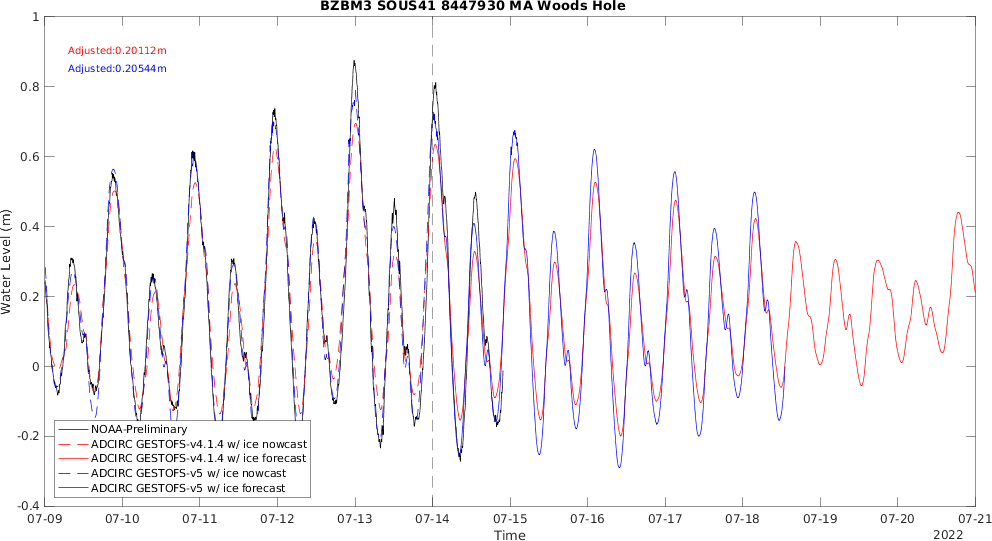 BZBM3 SOUS41 8447930 MA Woods Hole
Adjusted:0.20112m
Adjusted:0.20544m
Water Level (m)
1
0.8
0.6
0.4
0.2
0
-0.2
-0.4
NOAA-Preliminary
ADCIRC GESTOFS-v4.1.4 w/ ice nowcast
ADCIRC GESTOFS-v4.1.4 w/ ice forecast
ADCIRC GESTOFS-v5 w/ ice nowcast
ADCIRC GESTOFS-v5 w/ ice forecast
07-09 07-10 07-11 07-12 07-13 07-14 07-15 07-16 07-17 07-18 07-19 07-20 07-21
Time
2022